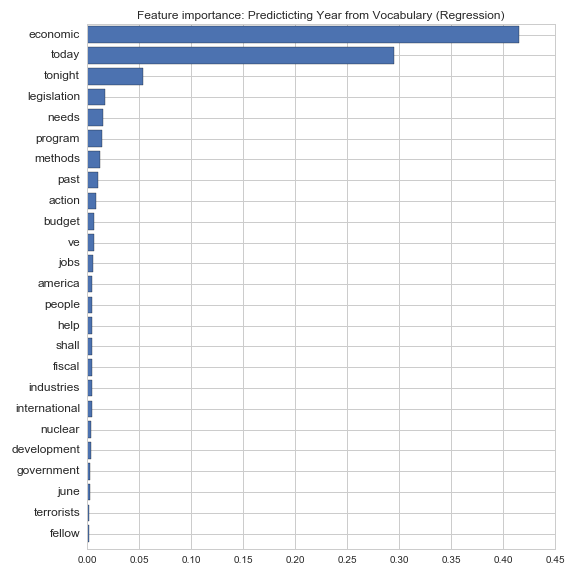 Feature importance: Predicticting Year from Vocabulary (Regression)
economic
today
tonight
legislation
needs
program
methods
past
action
budget
ve
jobs
america
people
help
shall
fiscal
industries
international
nuclear
development
government
june
terrorists
fellow
0.00 0.05 0.10 0.15 0.20 0.25 0.30 0.35 0.40 0.45